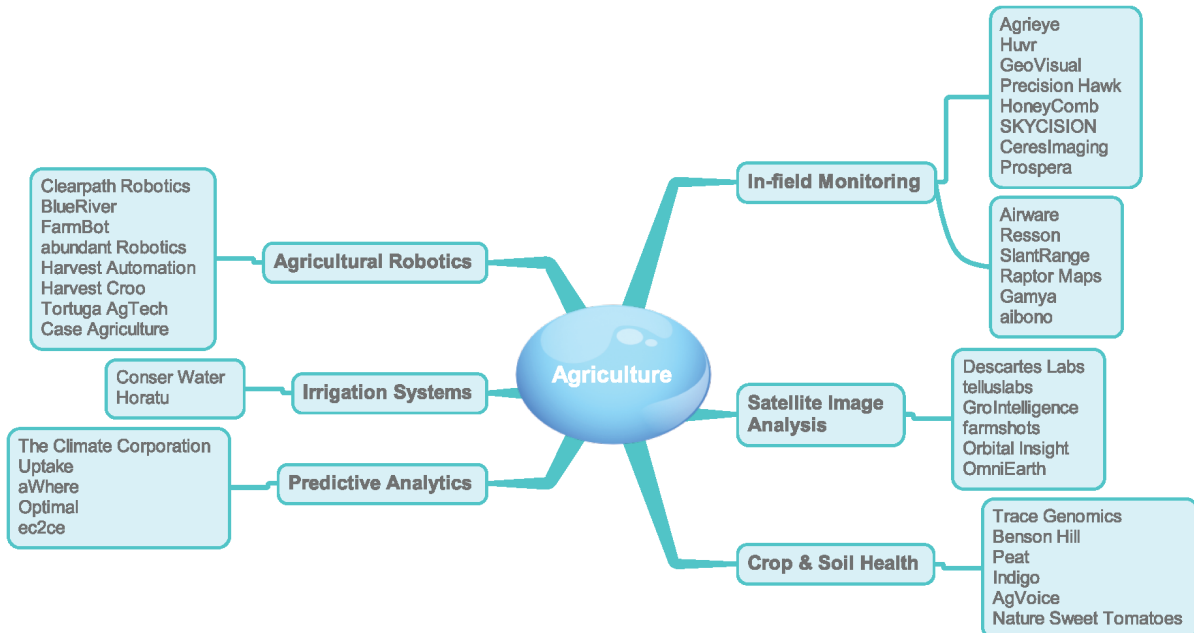 Agriculture
In-field Monitoring
Agrieye
Huvr
GeoVisual
Precision Hawk
HoneyComb
SKYCISION
CeresImaging
Prospera
Airware
Resson
SlantRange
Raptor Maps
Gamya
aibono
Satellite Image
Analysis
Descartes Labs
telluslabs
GroIntelligence
farmshots
Orbital Insight
OmniEarth
Crop & Soil Health
Trace Genomics
Benson Hill
Peat
Indigo
AgVoice
Nature Sweet Tomatoes
Agricultural Robotics
Clearpath Robotics
BlueRiver
FarmBot
abundant Robotics
Harvest Automation
Harvest Croo
Tortuga AgTech
Case Agriculture
Irrigation Systems
Conser Water
Horatu
Predictive Analytics
The Climate Corporation
Uptake
aWhere
Optimal
ec2ce